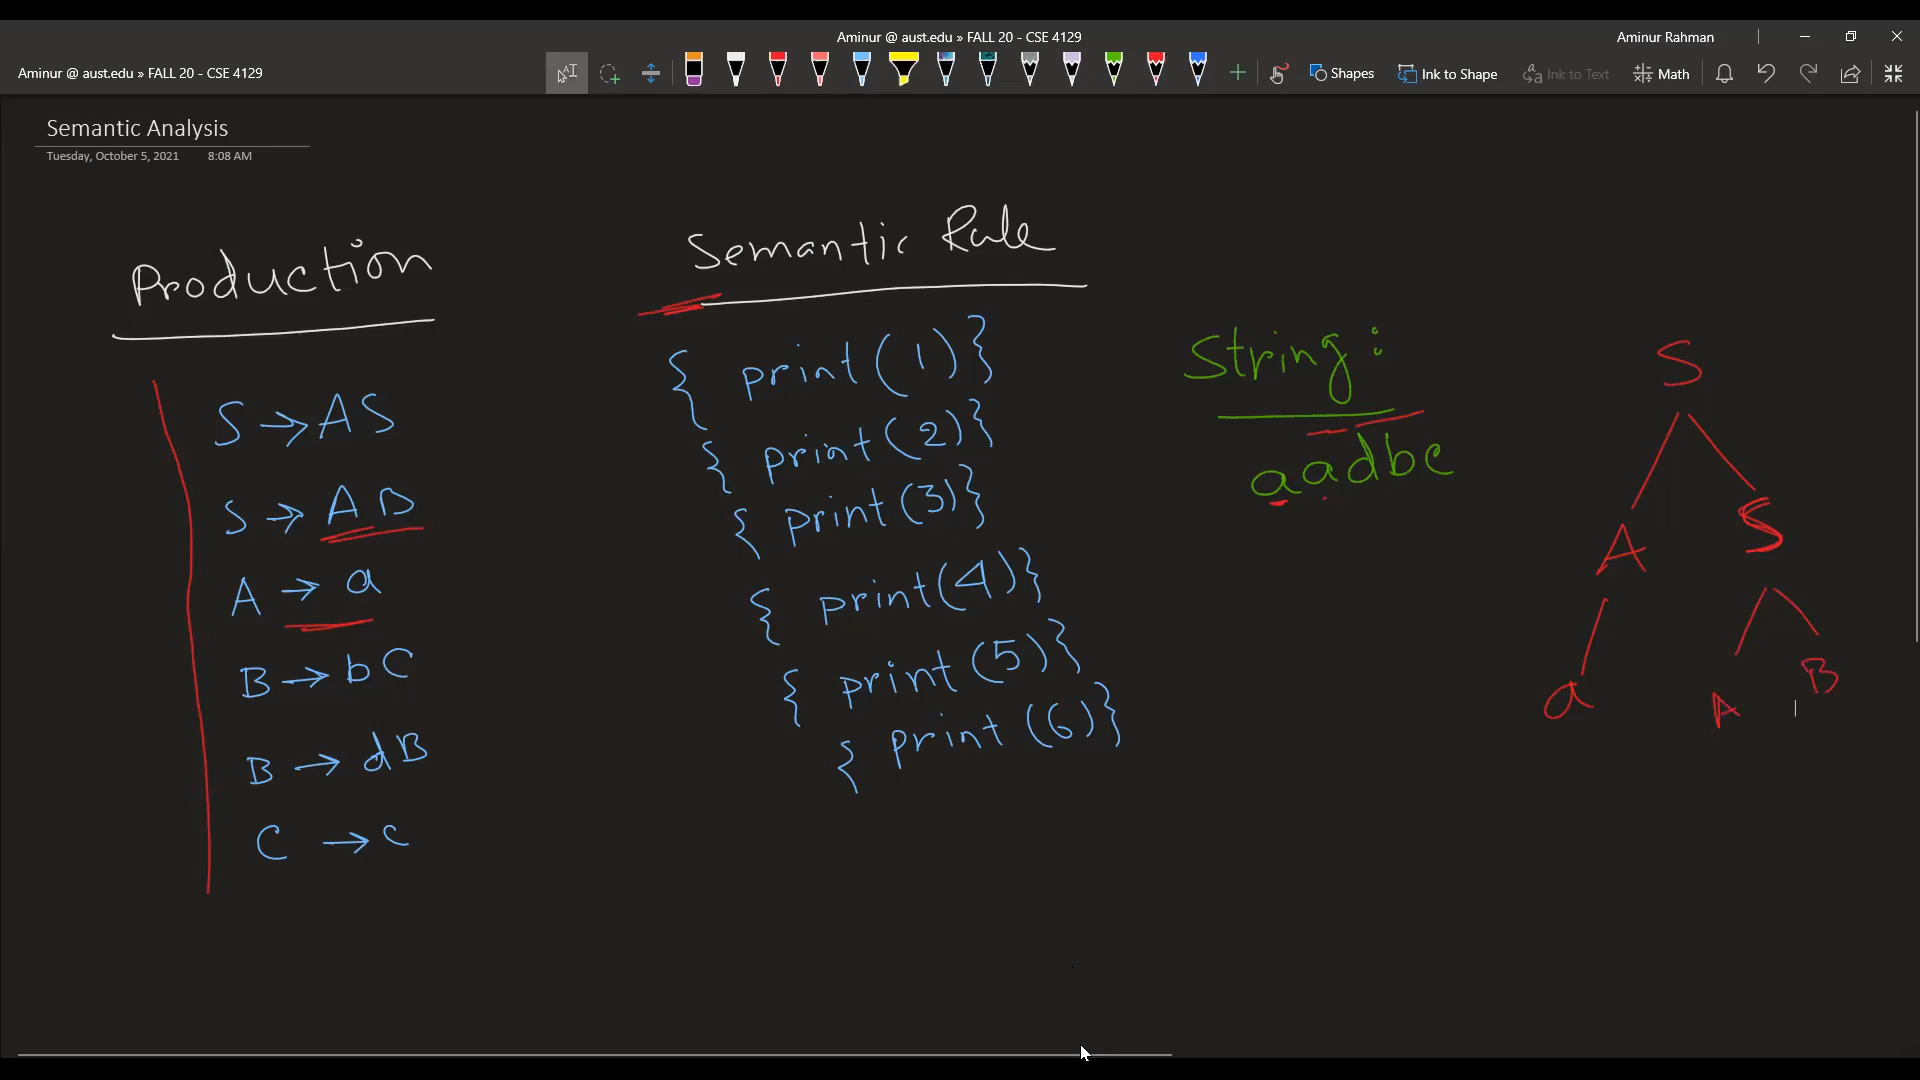 Aminur @ aust.edu » FALL 20 - CSE 4129
Aminur Rahman
Aminur @ aust.edu » FALL 20 - CSE 4129
Shapes
Ink to Shape
Ink to Text
Math
Semantic Analysis
Tuesday, October 5, 2021 8:08 AM
Production
S → AS
S → AB
A → a
B → bC
B → dB
C → c
Semantic Rule
{ print (1) }
{ print (2) }
{ print (3) }
{ print (4) }
{ print (5) }
{ print (6) }
String :
aadbc
S
A S
a A B